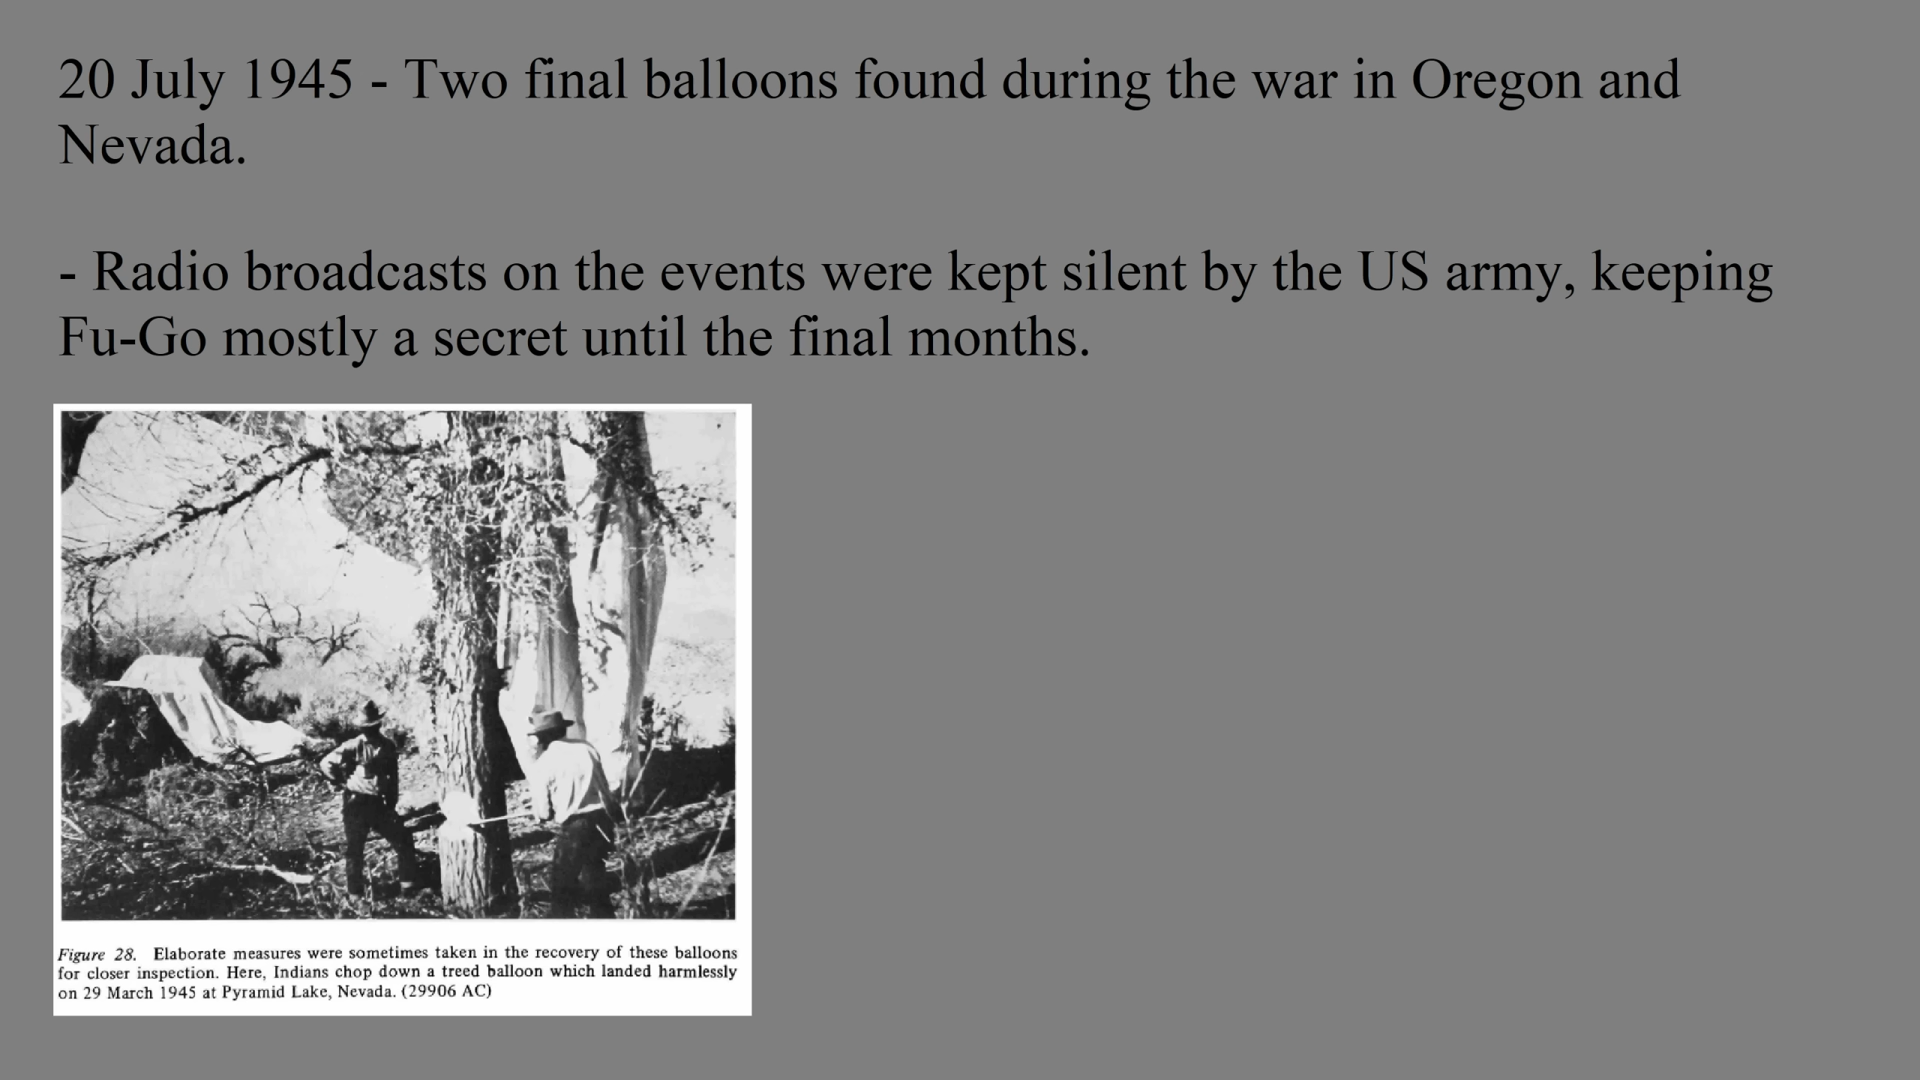 20 July 1945 - Two final balloons found during the war in Oregon and
Nevada.
- Radio broadcasts on the events were kept silent by the US army, keeping
Fu-Go mostly a secret until the final months.
Figure 28. Elaborate measures were sometimes taken in the recovery of these balloons
for closer inspection. Here, Indians chop down a treed balloon which landed harmlessly
on 29 March 1945 at Pyramid Lake, Nevada. (29906 AC)